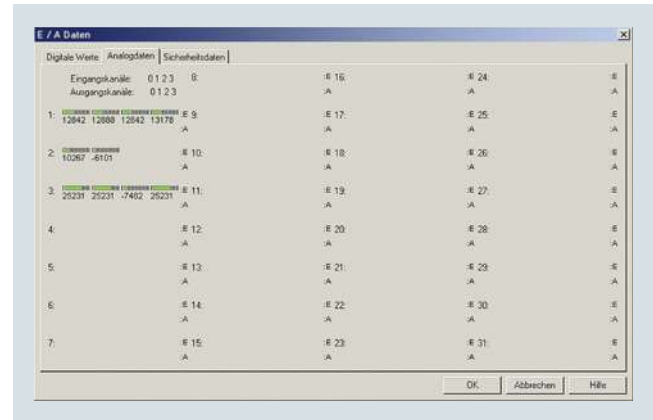 E / A Daten
Digitale Werte Analogdaten Sicherheitsdaten
Eingangskanäle: 0 1 2 3 8: :E 16: :E 24: :E
Ausgangskanäle: 0 1 2 3 :A :A :A
1: 12842 12888 12842 13178 :E 9: :E 17: :E 25: :E
:A :A :A :A
2: 10267 -6101 :E 10: :E 18: :E 26: :E
:A :A :A :A
3: 25231 25231 -7482 25231 :E 11: :E 19: :E 27: :E
:A :A :A :A
4: :E 12: :E 20: :E 28: :E
:A :A :A :A
5: :E 13: :E 21: :E 29: :E
:A :A :A :A
6: :E 14: :E 22: :E 30: :E
:A :A :A :A
7: :E 15: :E 23: :E 31: :E
:A :A :A :A
OK Abbrechen Hilfe